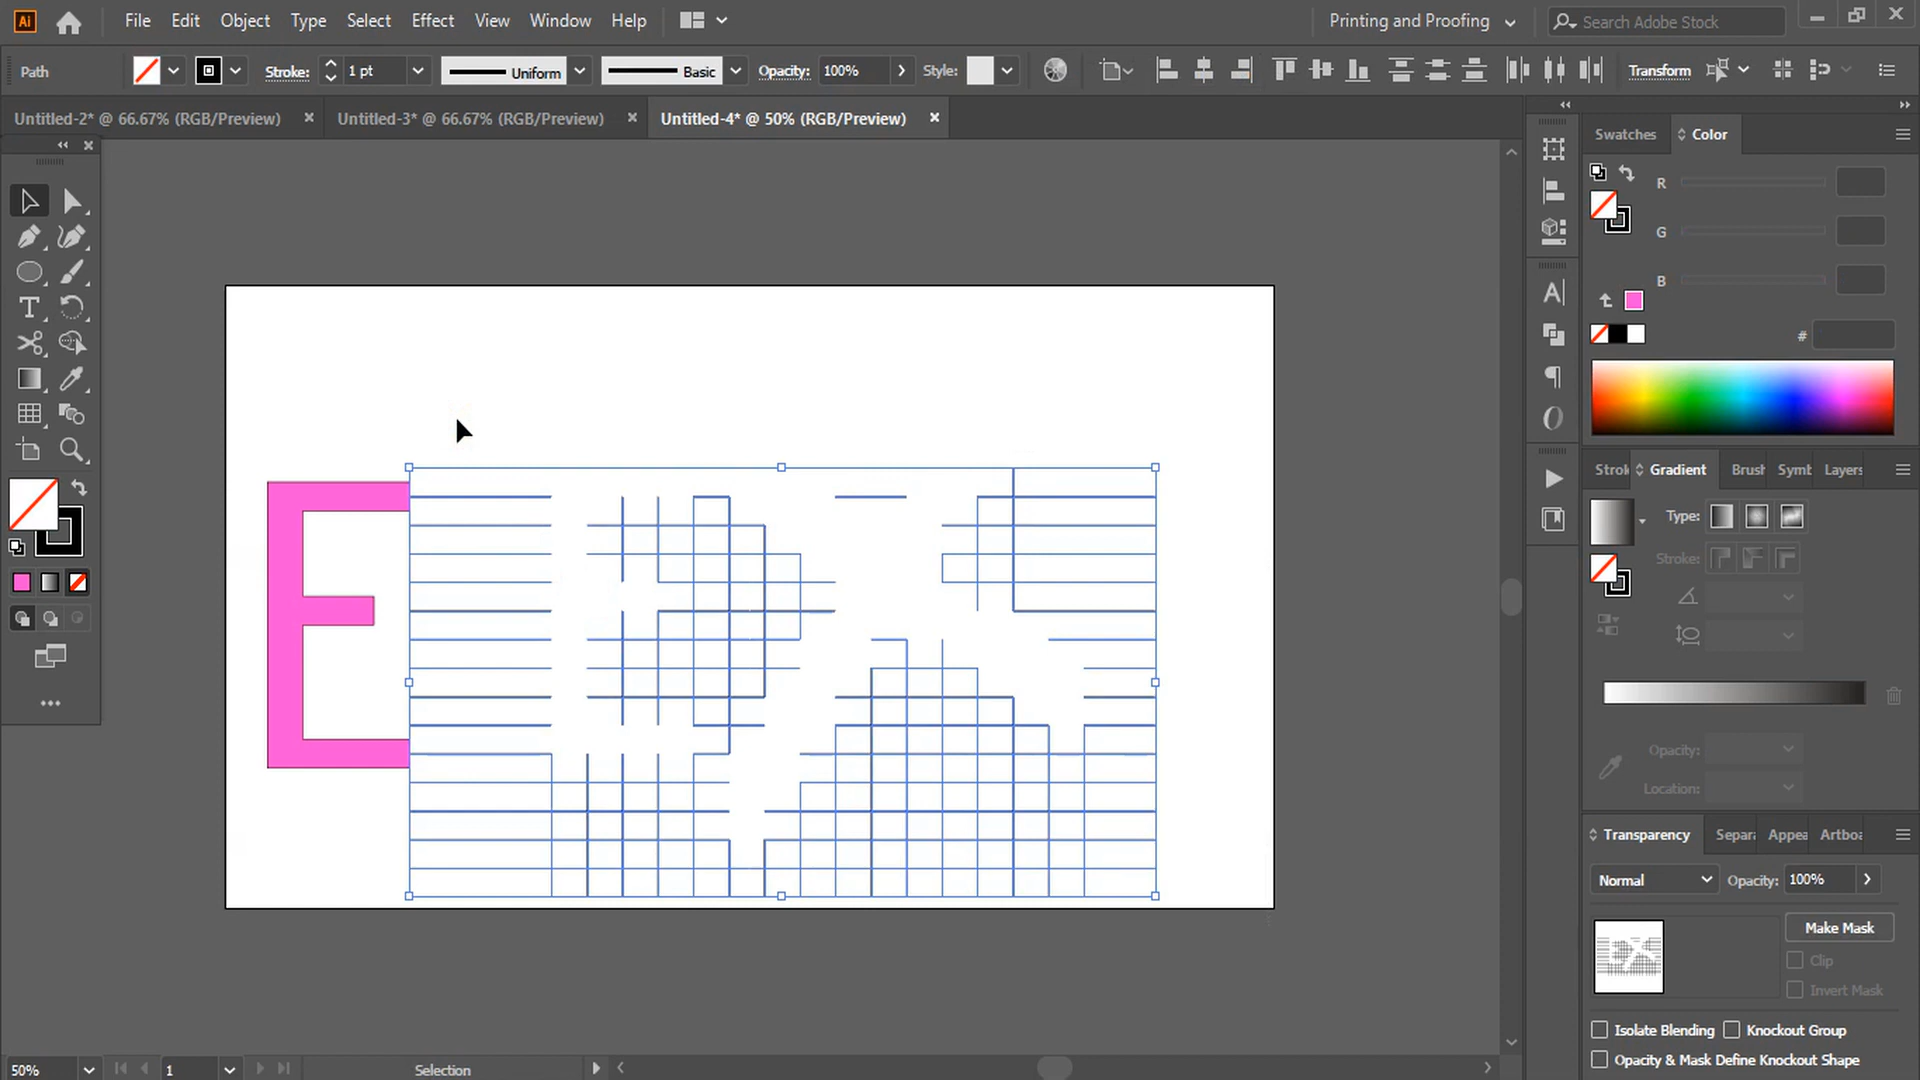 Ai File Edit Object Type Select Effect View Window Help Printing and Proofing Search Adobe Stock
Path Stroke: 1 pt Uniform Basic Opacity: 100% Style: Transform
Untitled-2* @ 66.67% (RGB/Preview) × Untitled-3* @ 66.67% (RGB/Preview) × Untitled-4* @ 50% (RGB/Preview) ×
Swatches Color
R
G
B
#
Strok Gradient Brush Symb Layers
Type:
Stroke:
Opacity:
Location:
Transparency Separ Appea Artboa
Normal Opacity: 100%
Make Mask
Clip
Invert Mask
Isolate Blending Knockout Group
Opacity & Mask Define Knockout Shape
E
50% 1 Selection